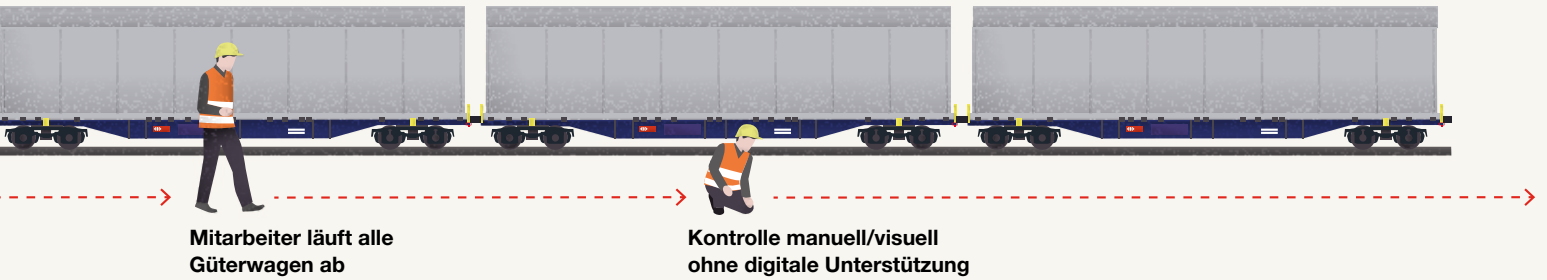 Mitarbeiter läuft alle
Güterwagen ab
Kontrolle manuell/visuell
ohne digitale Unterstützung